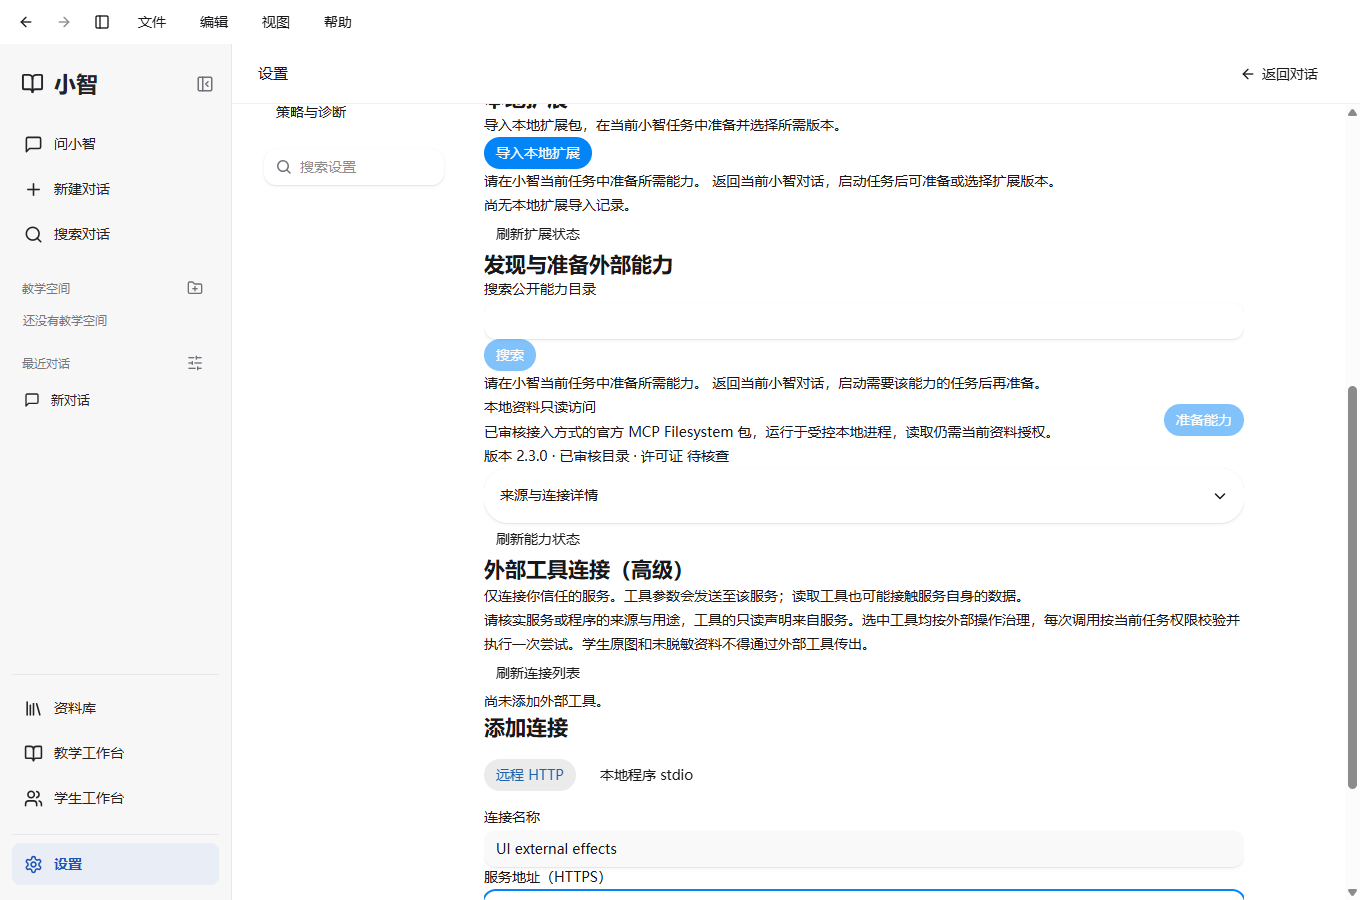 文件 编辑 视图 帮助
小智
问小智
新建对话
搜索对话
教学空间
还没有教学空间
最近对话
新对话
资料库
教学工作台
学生工作台
设置
设置
返回对话
策略与诊断
搜索设置
本地扩展
导入本地扩展包，在当前小智任务中准备并选择所需版本。
导入本地扩展
请在小智当前任务中准备所需能力。 返回当前小智对话，启动任务后可准备或选择扩展版本。
尚无本地扩展导入记录。
刷新扩展状态
发现与准备外部能力
搜索公开能力目录
搜索
请在小智当前任务中准备所需能力。 返回当前小智对话，启动需要该能力的任务后再准备。
本地资料只读访问
已审核接入方式的官方 MCP Filesystem 包，运行于受控本地进程，读取仍需当前资料授权。
版本 2.3.0 · 已审核目录 · 许可证 待核查
准备能力
来源与连接详情
刷新能力状态
外部工具连接（高级）
仅连接你信任的服务。工具参数会发送至该服务；读取工具也可能接触服务自身的数据。
请核实服务或程序的来源与用途，工具的只读声明来自服务。选中工具均按外部操作治理，每次调用按当前任务权限校验并
执行一次尝试。学生原图和未脱敏资料不得通过外部工具传出。
刷新连接列表
尚未添加外部工具。
添加连接
远程 HTTP 本地程序 stdio
连接名称
UI external effects
服务地址（HTTPS）